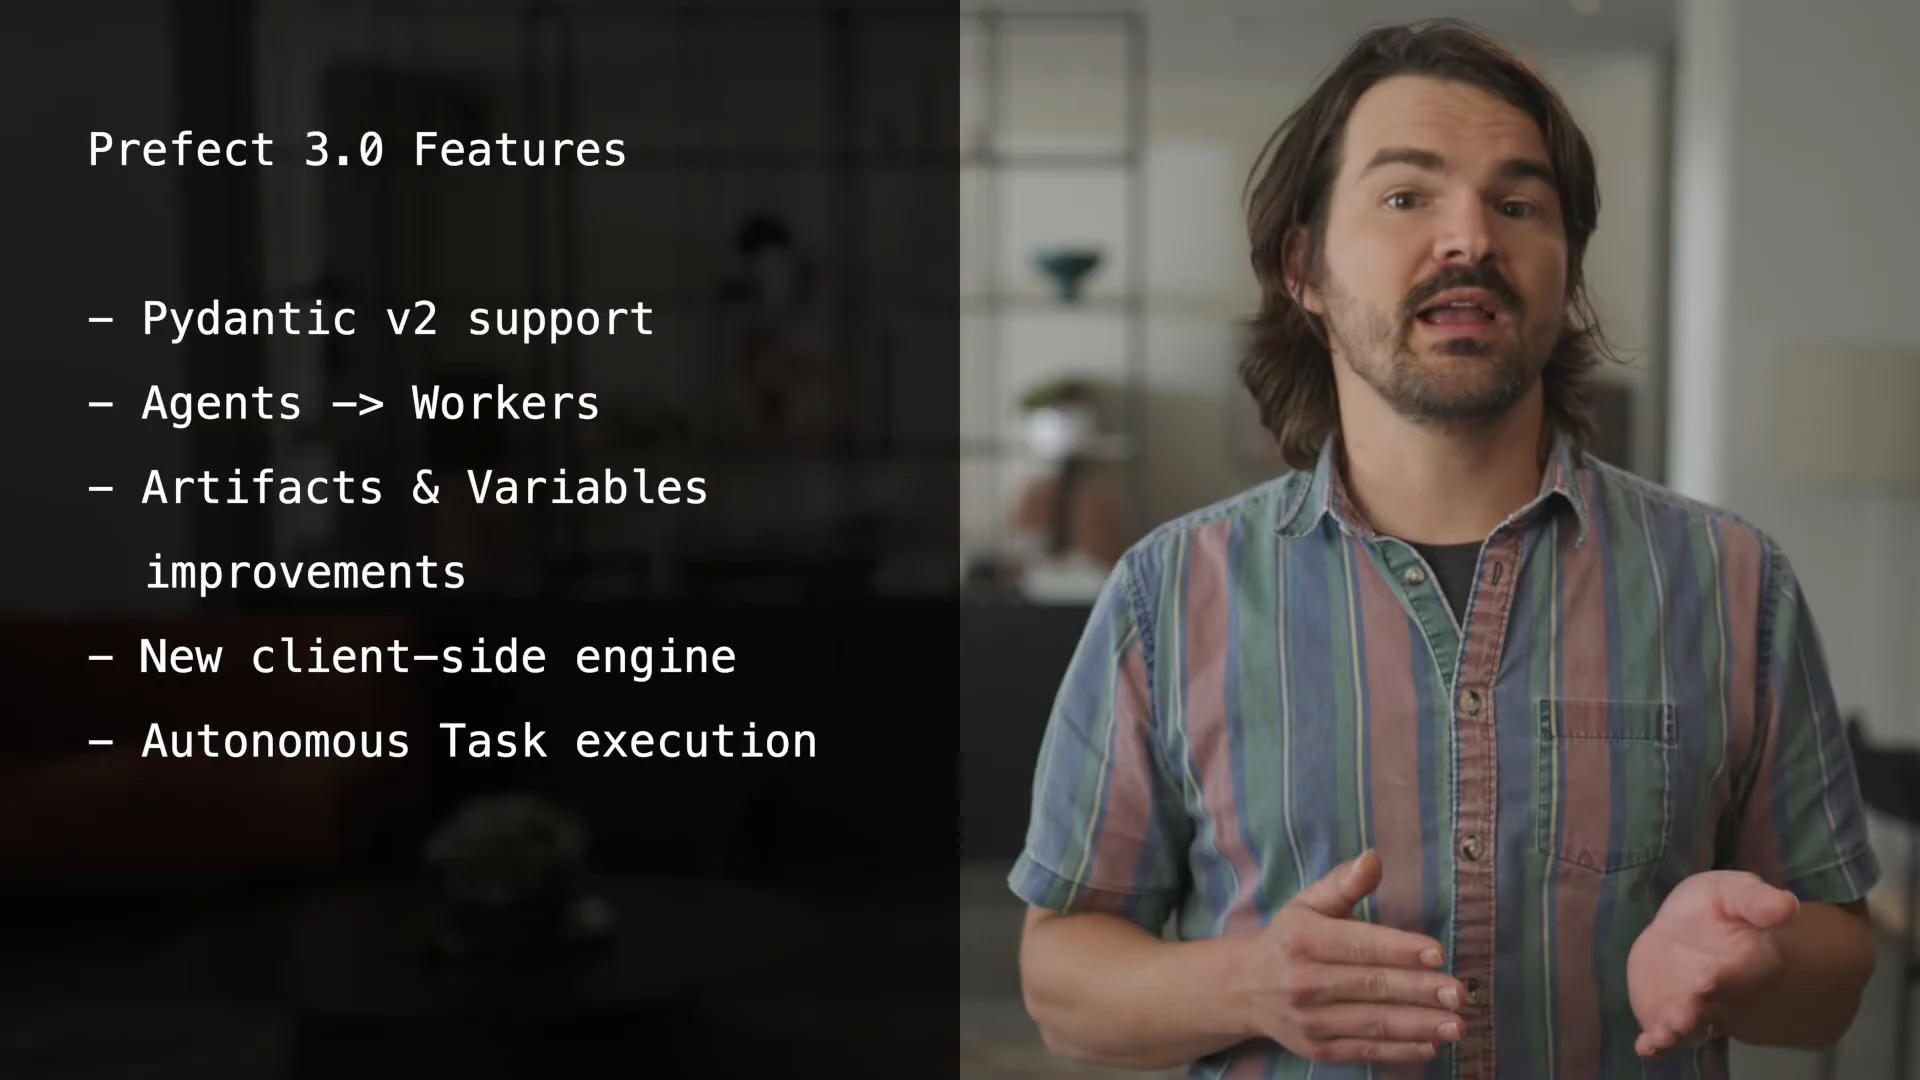 Prefect 3.0 Features
- Pydantic v2 support
- Agents -> Workers
- Artifacts & Variables
improvements
- New client-side engine
- Autonomous Task execution